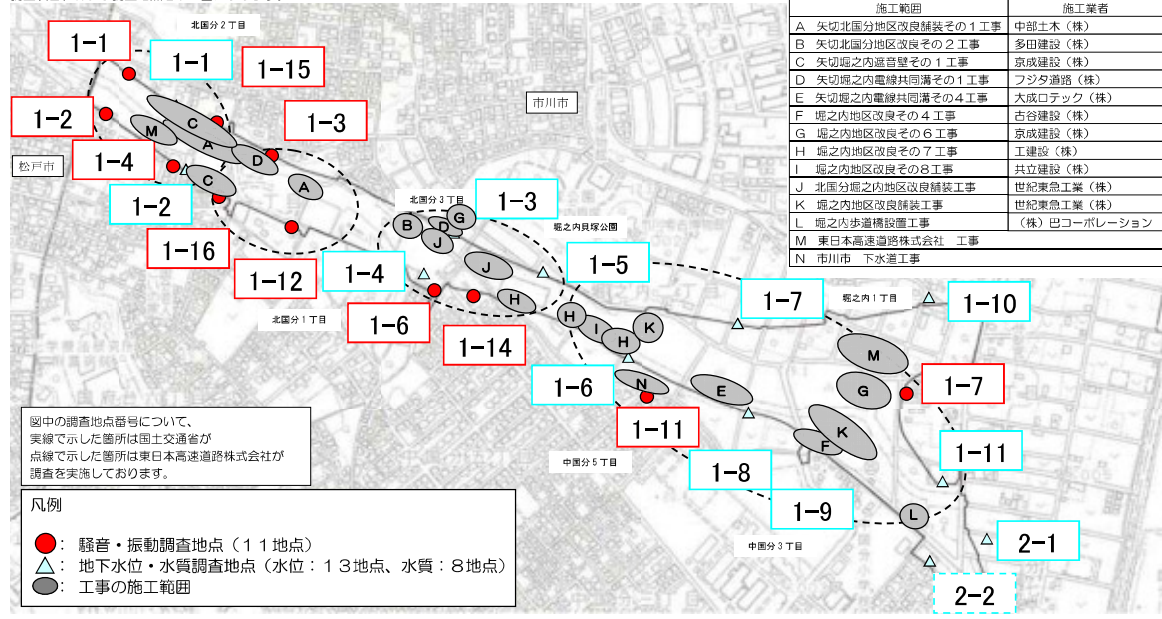 北国分2丁目
1-1
1-1
1-15
市川市
1-2
1-3
1-4
松戸市
C
M
A
D
C
A
1-2
1-16
1-12
北国分3丁目
1-3
堀之内貝塚公園
B
D
G
J
J
H
1-4
北国分1丁目
1-6
1-14
1-5
1-7
堀之内1丁目
1-10
H
I
H
K
M
G
1-7
1-6
N
E
1-11
中国分5丁目
K
F
1-8
1-9
1-11
L
中国分3丁目
2-1
2-2
施工範囲 施工業者
A 矢切北国分地区改良舗装その1工事 中部土木（株）
B 矢切北国分地区改良その2工事 多田建設（株）
C 矢切堀之内遮音壁その1工事 京成建設（株）
D 矢切堀之内電線共同溝その1工事 フジタ道路（株）
E 矢切堀之内電線共同溝その4工事 大成ロテック（株）
F 堀之内地区改良その4工事 古谷建設（株）
G 堀之内地区改良その6工事 京成建設（株）
H 堀之内地区改良その7工事 工建設（株）
I 堀之内地区改良その8工事 共立建設（株）
J 北国分堀之内地区改良舗装工事 世紀東急工業（株）
K 堀之内地区改良舗装工事 世紀東急工業（株）
L 堀之内歩道橋設置工事 （株）巴コーポレーション
M 東日本高速道路株式会社 工事
N 市川市 下水道工事
図中の調査地点番号について、
実線で示した箇所は国土交通省が
点線で示した箇所は東日本高速道路株式会社が
調査を実施しております。
凡例
： 騒音・振動調査地点（11地点）
： 地下水位・水質調査地点（水位：13地点、水質：8地点）
： 工事の施工範囲